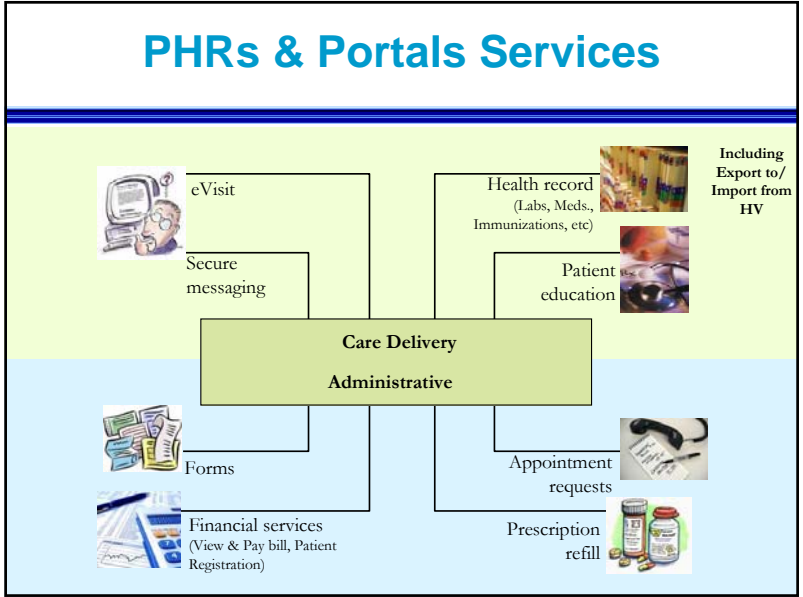 PHRs & Portals Services
eVisit
Secure
messaging
Health record
(Labs, Meds.,
Immunizations, etc)
Including
Export to/
Import from
HV
Patient
education
Care Delivery
Administrative
Forms
Financial services
(View & Pay bill, Patient
Registration)
Appointment
requests
Prescription
refill